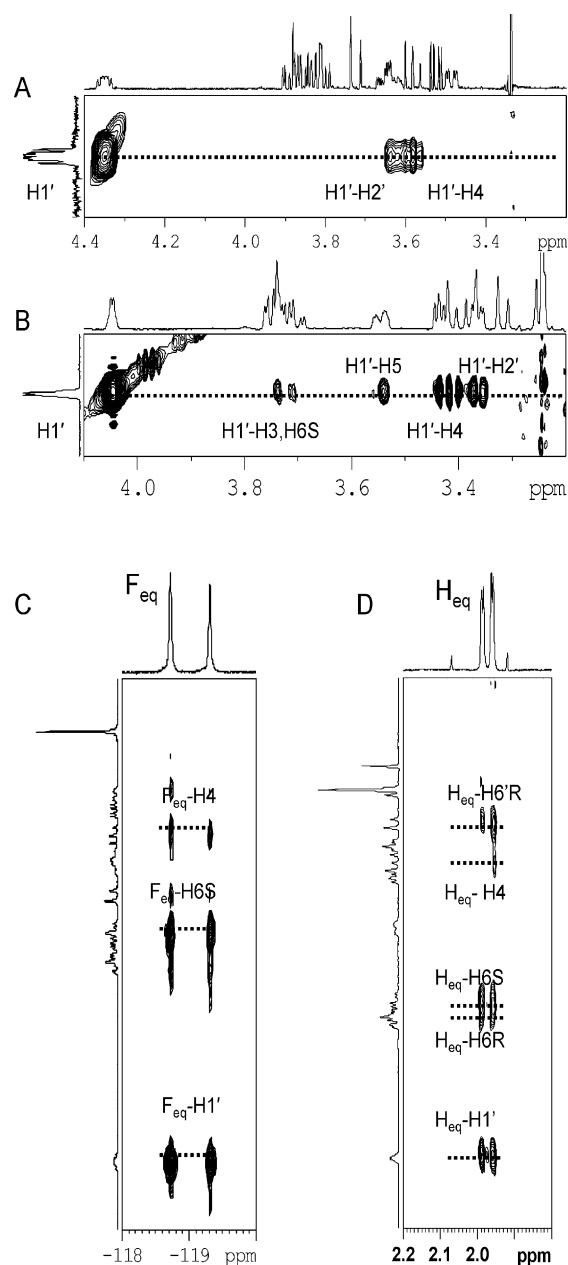 A
H1′
H1′-H2′
H1′-H4
4.4 4.2 4.0 3.8 3.6 3.4 ppm
B
H1′-H5
H1′-H2′
H1′
H1′-H3,H6S
H1′-H4
4.0 3.8 3.6 3.4 ppm
C
Feq
D
Heq
Feq-H4
Heq-H6′R
Feq-H6S
Heq- H4
Heq-H6S
Heq-H6R
Feq-H1′
Heq-H1′
-118 -119 ppm
2.2 2.1 2.0 ppm